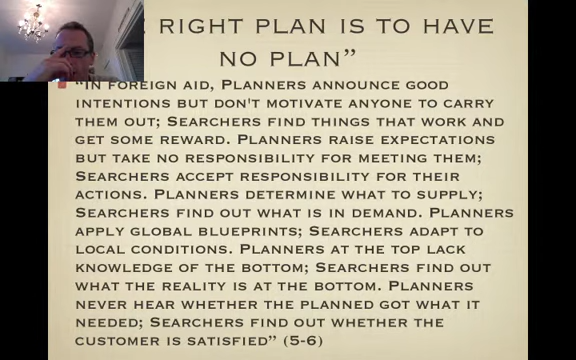 RIGHT PLAN IS TO HAVE
NO PLAN”
“In foreign aid, Planners announce good
intentions but don't motivate anyone to carry
them out; Searchers find things that work and
get some reward. Planners raise expectations
but take no responsibility for meeting them;
Searchers accept responsibility for their
actions. Planners determine what to supply;
Searchers find out what is in demand. Planners
apply global blueprints; Searchers adapt to
local conditions. Planners at the top lack
knowledge of the bottom; Searchers find out
what the reality is at the bottom. Planners
never hear whether the planned got what it
needed; Searchers find out whether the
customer is satisfied” (5-6)